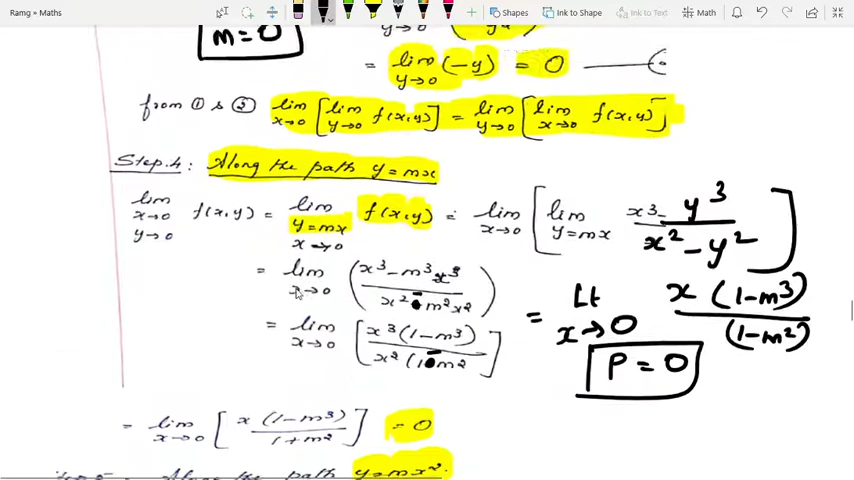 Ramg » Maths
Shapes Ink to Shape Ink to Text Math
m = 0
y→0
= lim y→0 (-y) = 0
from ① & ② lim x→0 [lim y→0 f(x,y)] = lim y→0 [lim x→0 f(x,y)]
Step.4: Along the path y = mx
lim x→0 y→0 f(x,y) = lim y=mx x→0 f(x,y) = lim x→0 [lim y=mx x³-y³/x²-y²]
= lim x→0 (x³-m³x³/x²-m²x²)
= lim x→0 [x³(1-m³)/x²(1-m²]
= Lt x→0 x(1-m³)/(1-m²)
P = 0
= lim x→0 [x(1-m³)/1+m²] = 0
Along the path y=mx².